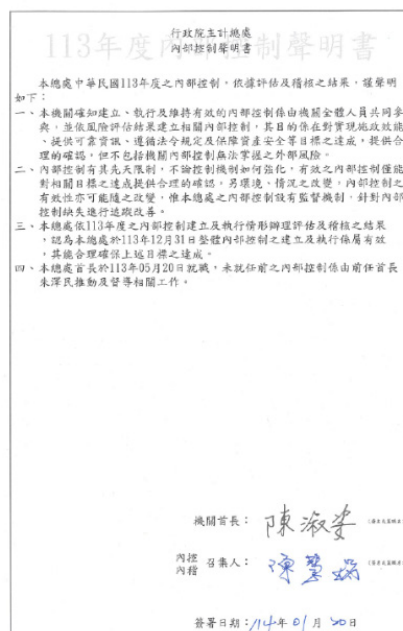 行政院主計總處
內部控制聲明書
113年度內部控制聲明書
本總處中華民國113年度之內部控制，依據評估及稽核之結果，謹聲明
如下：
一、本機關確知建立、執行及維持有效的內部控制係由機關全體人員共同參
與，並依風險評估結果建立相關內部控制，其目的係在對實現施政效能
、提供可靠資訊、遵循法令規定及保障資產安全等目標之達成，提供合
理的確認，但不包括機關內部控制無法掌握之外部風險。
二、內部控制有其先天限制，不論控制機制如何強化，有效之內部控制僅能
對相關目標之達成提供合理的確認。另環境、情況之改變，內部控制之
有效性亦可能隨之改變，惟本總處之內部控制設有監督機制，針對內部
控制缺失進行追蹤改善。
三、本總處依113年度之內部控制建立及執行情形辦理評估及稽核之結果
，認為本總處於113年12月31日整體內部控制之建立及執行係屬有效
，其能合理確保上述目標之達成。
四、本總處首長於113年05月20日就職，未就任前之內部控制係由前任首長
朱澤民推動及督導相關工作。
機關首長：陳淑姿
內控
內稽 召集人：陳慧娟
簽署日期：114年01月20日